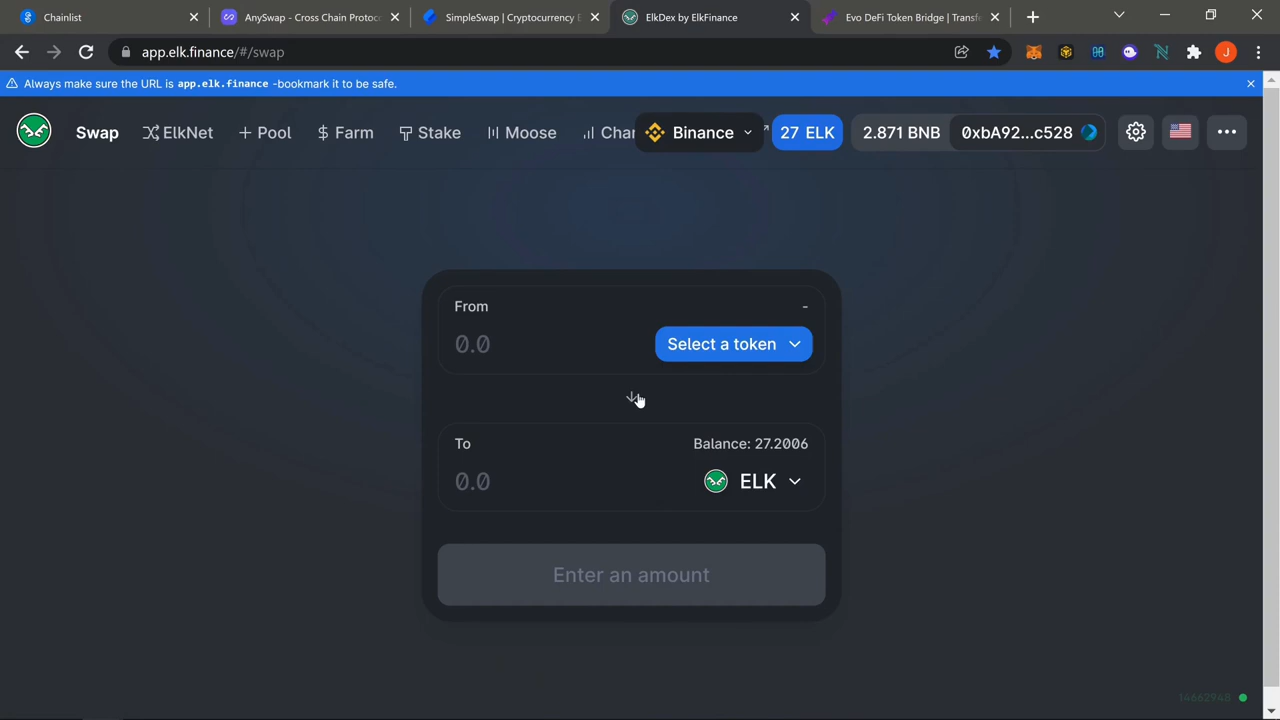 Chainlist
AnySwap - Cross Chain Protoc
SimpleSwap | Cryptocurrency E
ElkDex by ElkFinance
Evo DeFi Token Bridge | Transf
app.elk.finance/#/swap
J
Always make sure the URL is app.elk.finance -bookmark it to be safe.
Swap
ElkNet
+ Pool
$ Farm
Stake
Moose
Char
Binance
27 ELK
2.871 BNB
0xbA92...c528
From
-
0.0
Select a token
To
Balance: 27.2006
0.0
ELK
Enter an amount
14662948